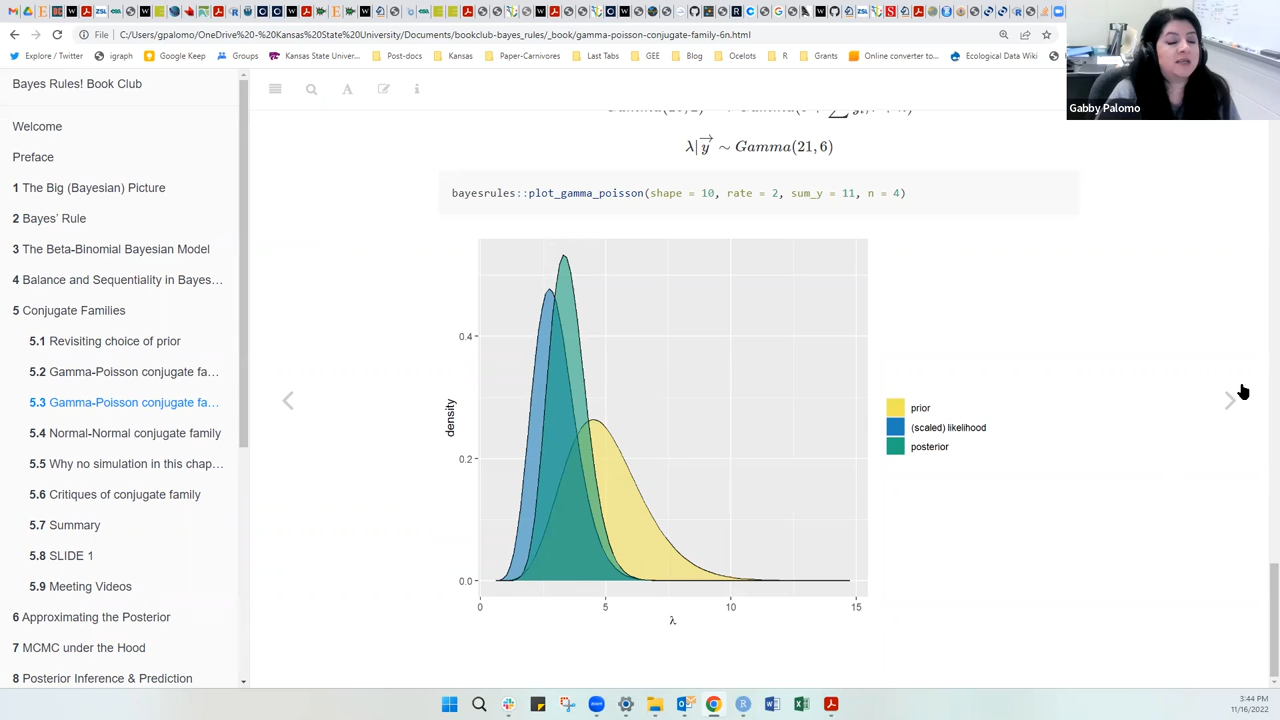 File | C:/Users/gpalomo/OneDrive%20-%20Kansas%20State%20University/Documents/bookclub-bayes_rules/_book/gamma-poisson-conjugate-family-6n.html
Explore / Twitter igraph Google Keep Groups Kansas State Univer... Post-docs Kansas Paper-Carnivores Last Tabs GEE Blog Ocelots R Grants Online converter to... Ecological Data Wiki
Gabby Palomo
Bayes Rules! Book Club
Welcome
Preface
1 The Big (Bayesian) Picture
2 Bayes' Rule
3 The Beta-Binomial Bayesian Model
4 Balance and Sequentiality in Bayes...
5 Conjugate Families
5.1 Revisiting choice of prior
5.2 Gamma-Poisson conjugate fa...
5.3 Gamma-Poisson conjugate fa...
5.4 Normal-Normal conjugate family
5.5 Why no simulation in this chap...
5.6 Critiques of conjugate family
5.7 Summary
5.8 SLIDE 1
5.9 Meeting Videos
6 Approximating the Posterior
7 MCMC under the Hood
8 Posterior Inference & Prediction
λ|y⃗ ∼ Gamma(21, 6)
bayesrules::plot_gamma_poisson(shape = 10, rate = 2, sum_y = 11, n = 4)
density
0.4
0.2
0.0
0 5 10 15
λ
prior
(scaled) likelihood
posterior
3:44 PM
11/16/2022